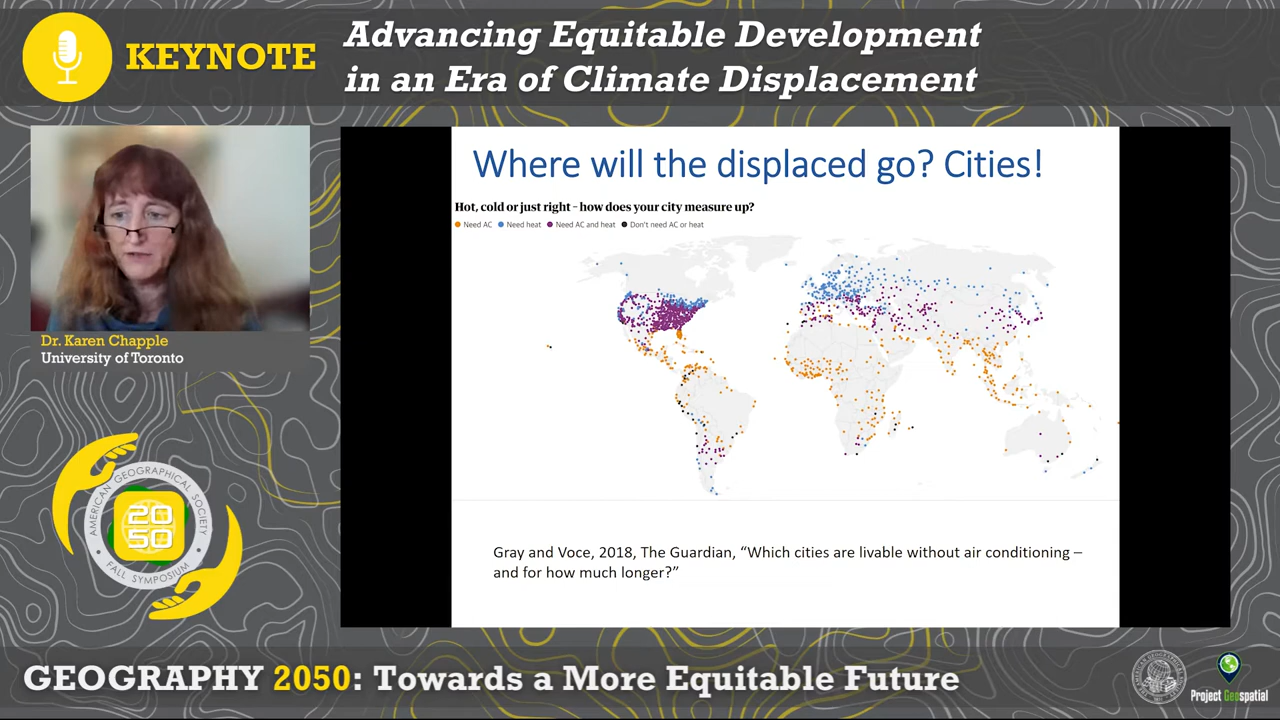 KEYNOTE
Advancing Equitable Development
in an Era of Climate Displacement
Where will the displaced go? Cities!
Hot, cold or just right – how does your city measure up?
Need AC Need heat Need AC and heat Don't need AC or heat
Dr. Karen Chapple
University of Toronto
AMERICAN GEOGRAPHICAL SOCIETY
20
50
FALL SYMPOSIUM
Gray and Voce, 2018, The Guardian, “Which cities are livable without air conditioning –
and for how much longer?”
GEOGRAPHY 2050: Towards a More Equitable Future
Project Geospatial